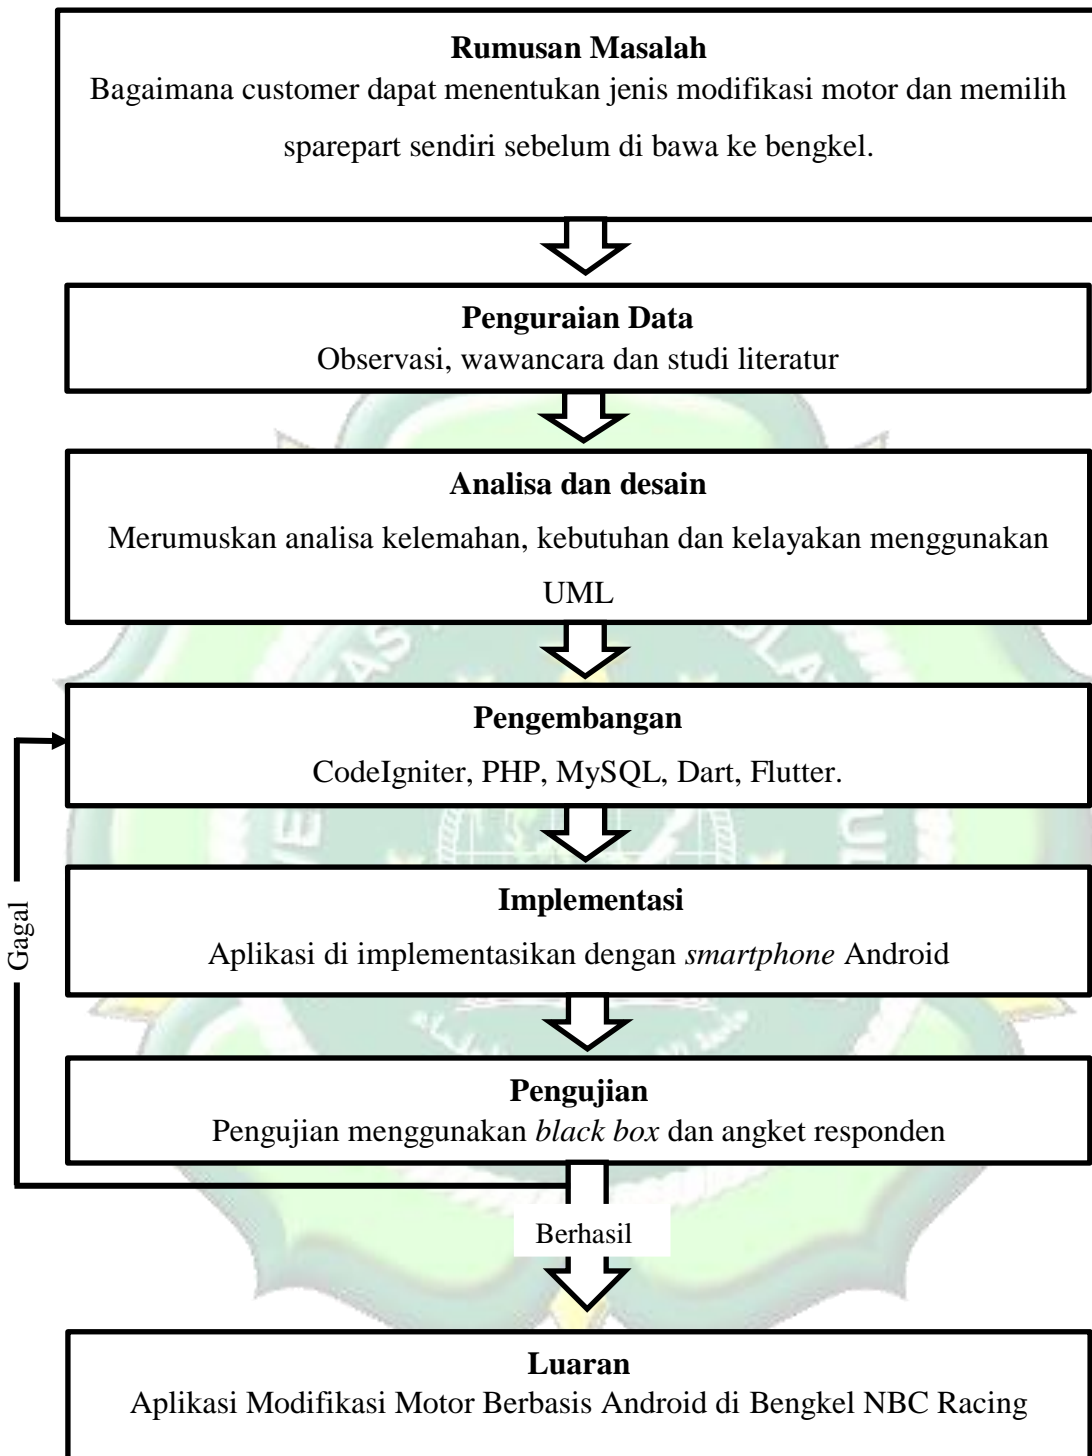 Rumusan Masalah
Bagaimana customer dapat menentukan jenis modifikasi motor dan memilih
sparepart sendiri sebelum di bawa ke bengkel.
Penguraian Data
Observasi, wawancara dan studi literatur
Analisa dan desain
Merumuskan analisa kelemahan, kebutuhan dan kelayakan menggunakan
UML
Pengembangan
CodeIgniter, PHP, MySQL, Dart, Flutter.
Implementasi
Aplikasi di implementasikan dengan smartphone Android
Gagal
Pengujian
Pengujian menggunakan black box dan angket responden
Berhasil
Luaran
Aplikasi Modifikasi Motor Berbasis Android di Bengkel NBC Racing